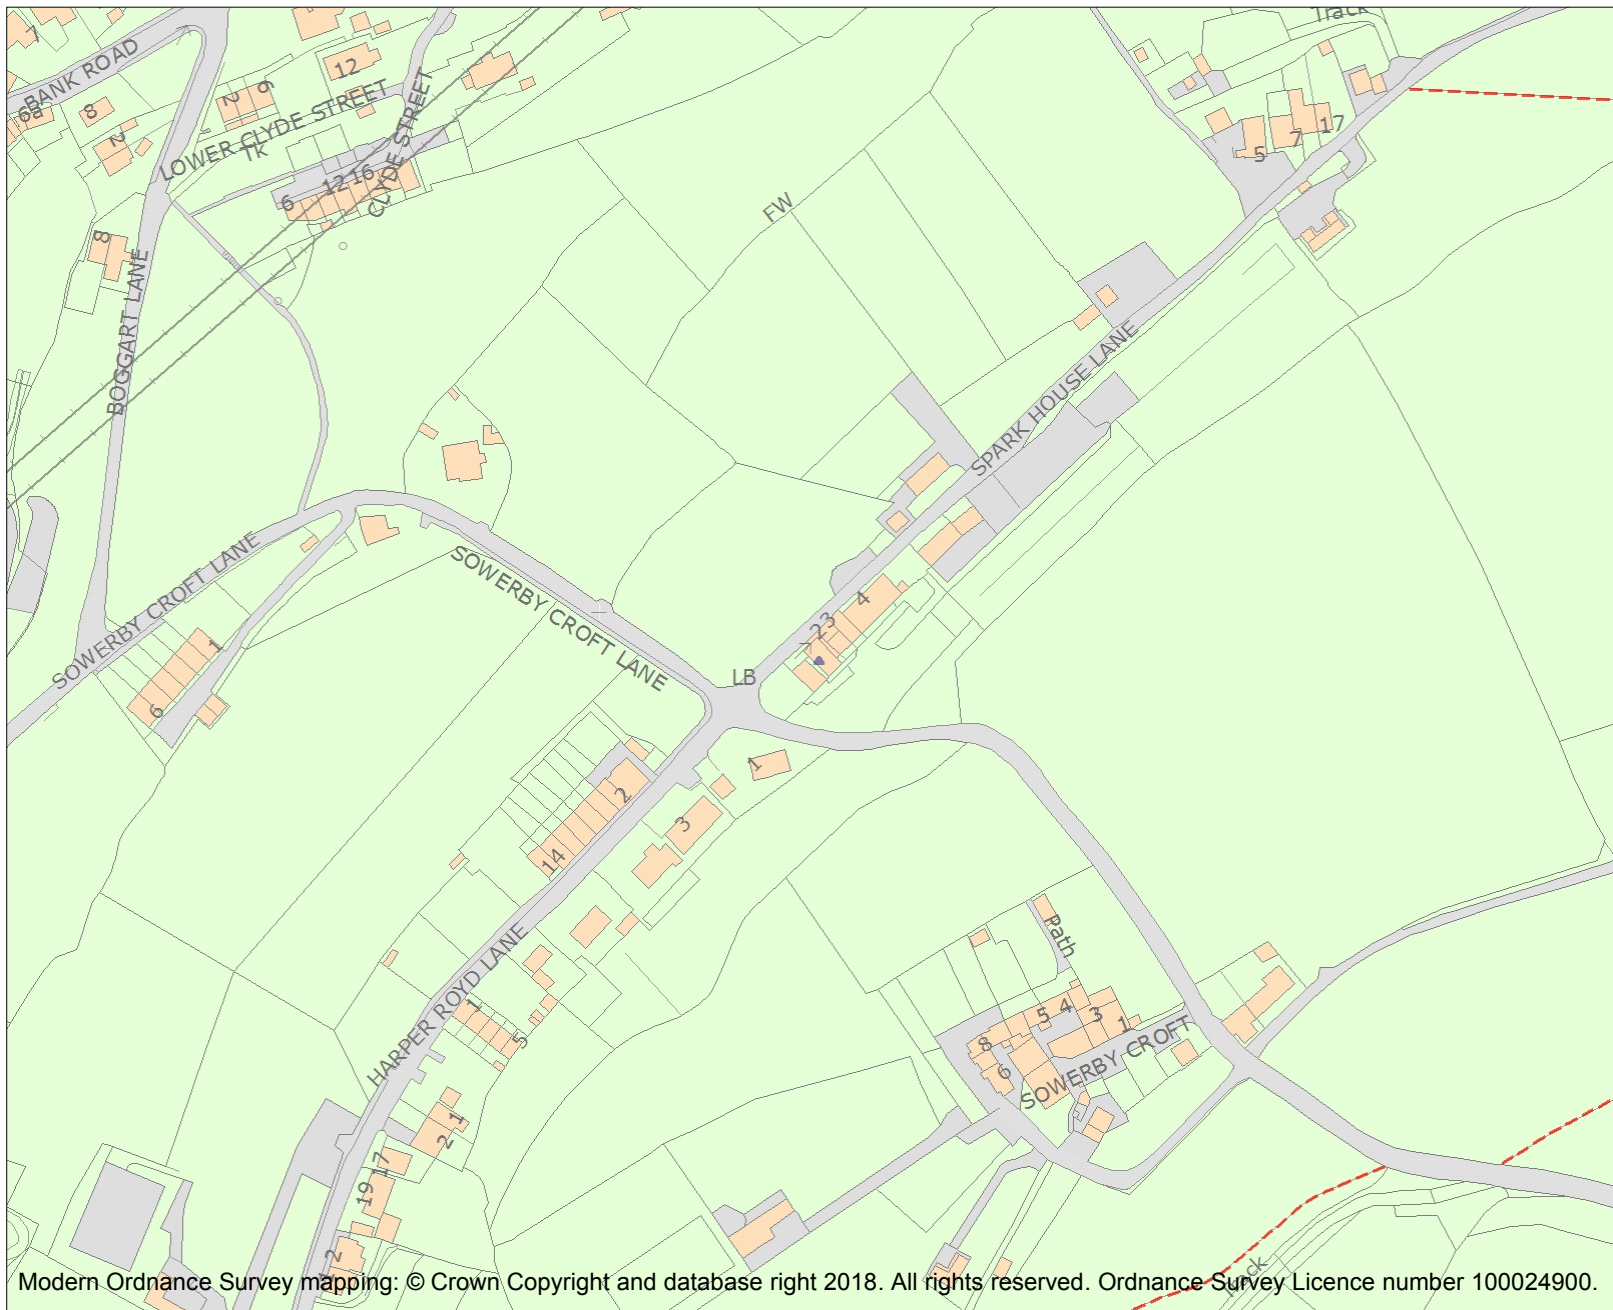 Track
7
BANK ROAD
6a
8
2
2
6
12
LOWER CLYDE STREET
Tk
CLYDE STREET
6
12 16
8
BOGGART LANE
FW
5
7
17
SPARK HOUSE LANE
SOWERBY CROFT LANE
SOWERBY CROFT LANE
1
6
4
23
LB
1
3
2
14
HARPER ROYD LANE
1
5
1
2
17
19
2
Path
5
4
3
1
8
6
SOWERBY CROFT
Track
Modern Ordnance Survey mapping: © Crown Copyright and database right 2018. All rights reserved. Ordnance Survey Licence number 100024900.